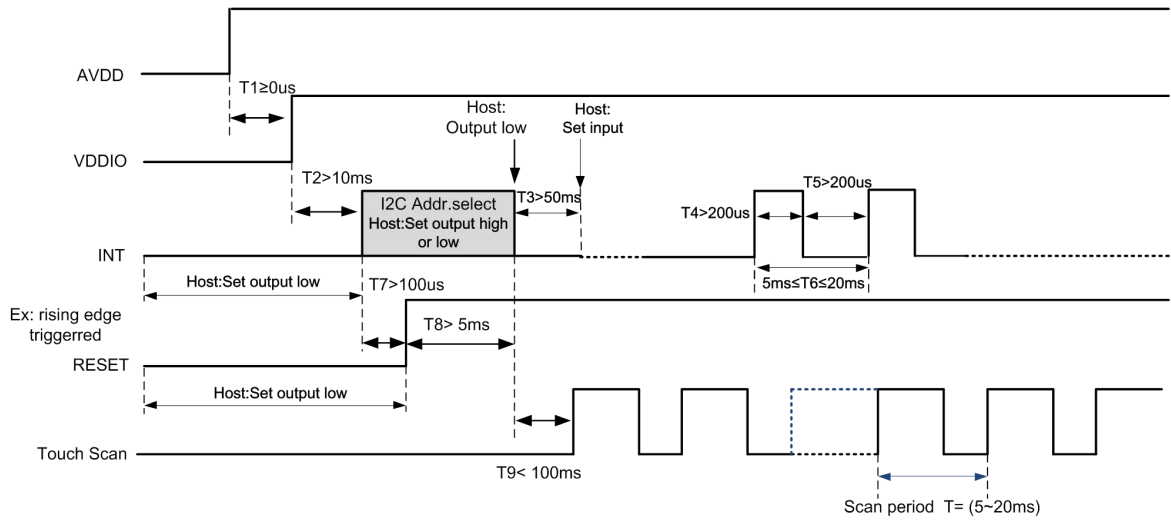 AVDD
T1≥0us
VDDIO
Host:
Output low
Host:
Set input
T2>10ms
I2C Addr.select
Host:Set output high
or low
T3>50ms
T4>200us
T5>200us
INT
Host:Set output low
T7>100us
5ms≤T6≤20ms
Ex: rising edge
trigerred
T8> 5ms
RESET
Host:Set output low
Touch Scan
T9< 100ms
Scan period T= (5~20ms)